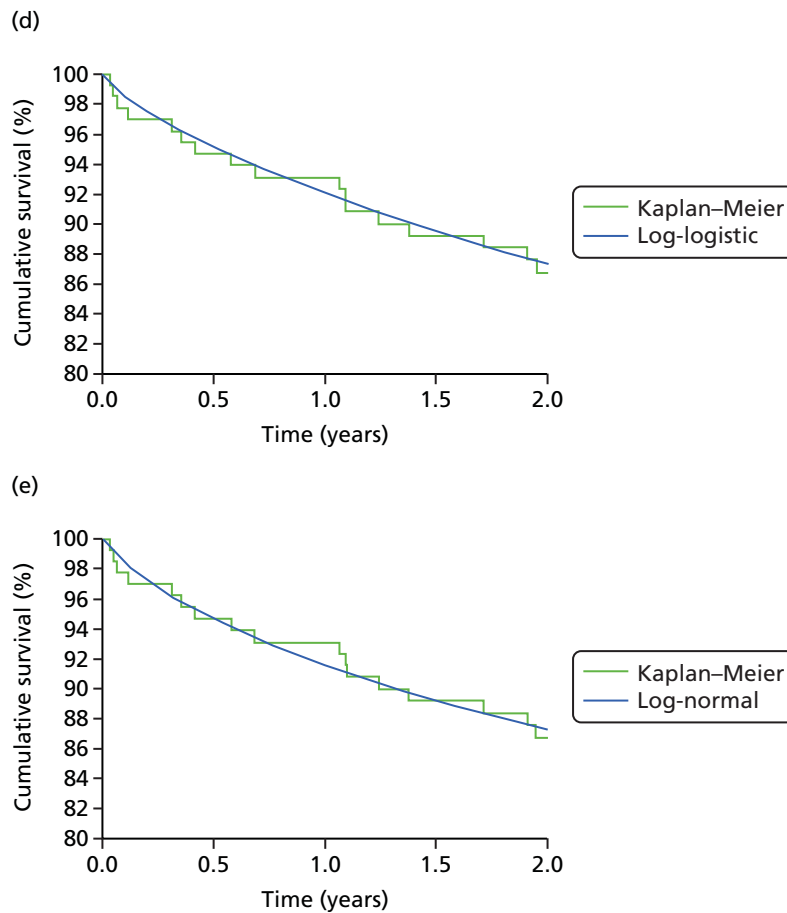 (d)
Cumulative survival (%)
100
98
96
94
92
90
88
86
84
82
80
0.0 0.5 1.0 1.5 2.0
Time (years)
Kaplan–Meier
Log-logistic
(e)
Cumulative survival (%)
100
98
96
94
92
90
88
86
84
82
80
0.0 0.5 1.0 1.5 2.0
Time (years)
Kaplan–Meier
Log-normal